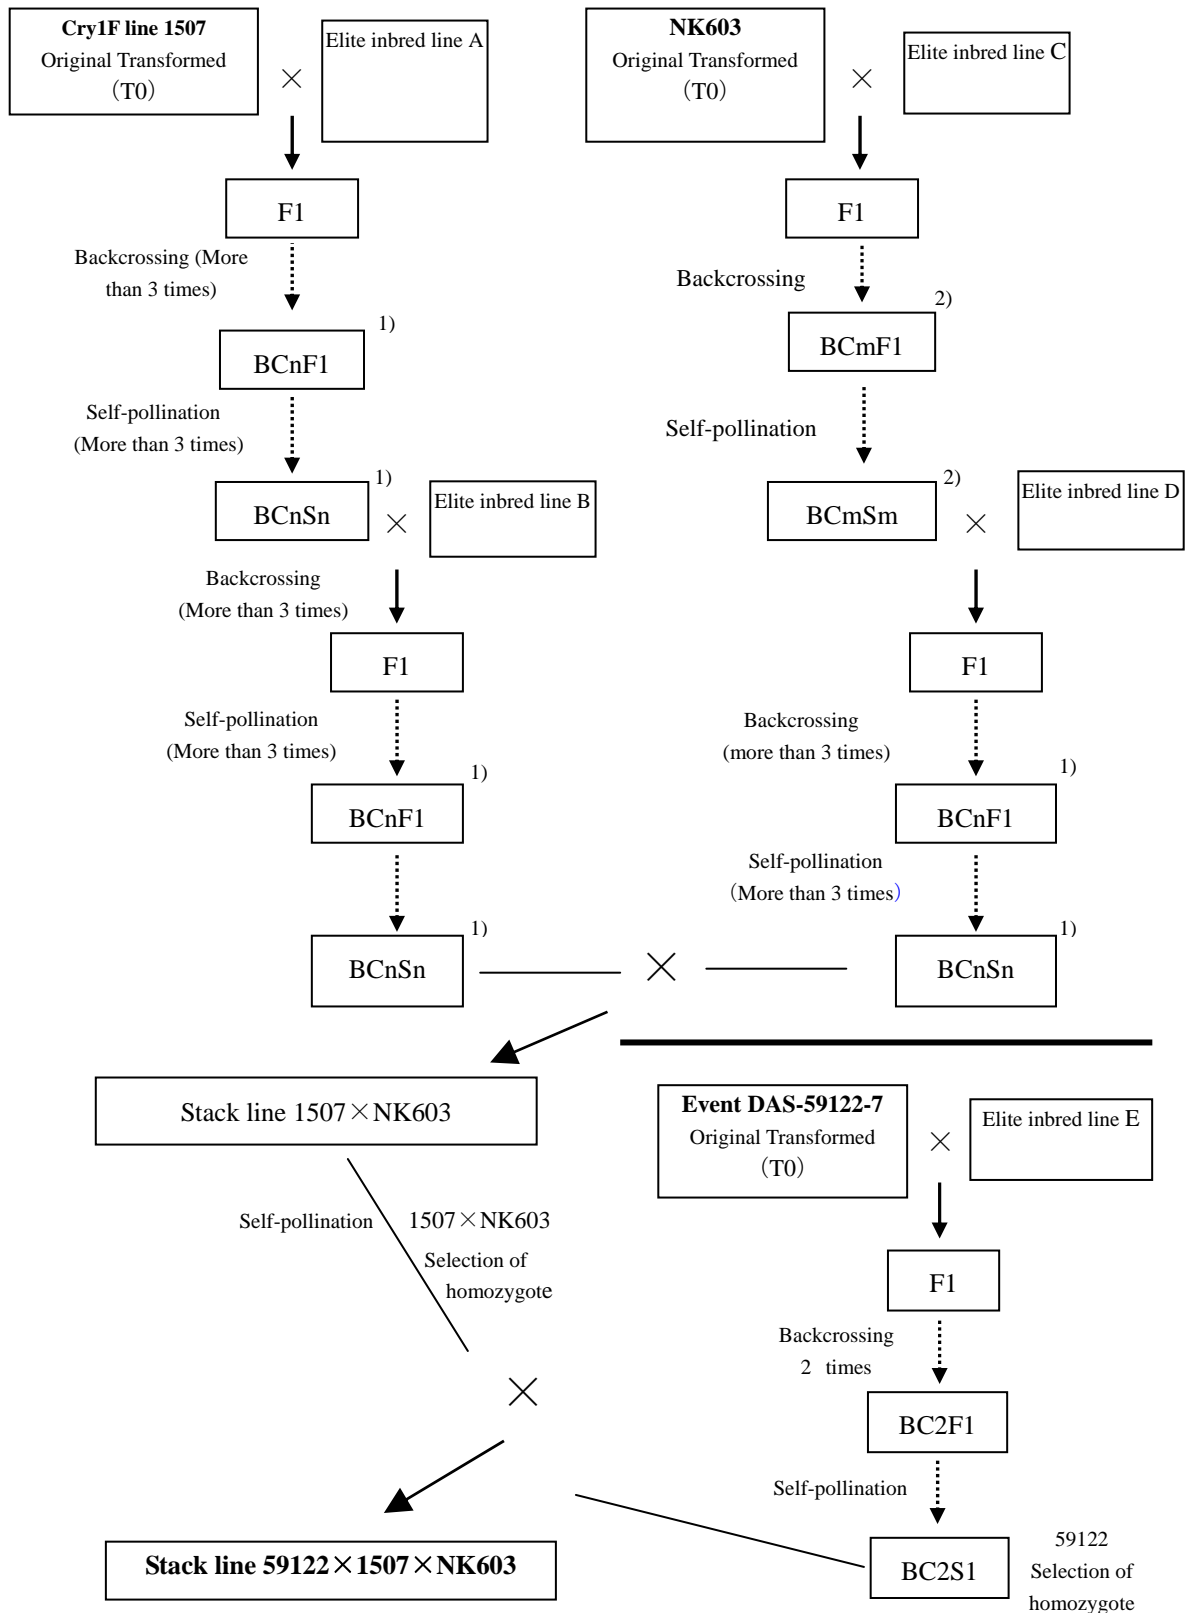 Cry1F line 1507
Original Transformed
（T0）
×
Elite inbred line A
F1
Backcrossing (More
than 3 times)
BCnF1
1)
Self-pollination
(More than 3 times)
BCnSn
1)
×
Elite inbred line B
Backcrossing
(More than 3 times)
F1
Self-pollination
(More than 3 times)
BCnF1
1)
BCnSn
1)
NK603
Original Transformed
（T0）
×
Elite inbred line C
F1
Backcrossing
BCmF1
2)
Self-pollination
BCmSm
2)
×
Elite inbred line D
F1
Backcrossing
(more than 3 times)
BCnF1
1)
Self-pollination
（More than 3 times）
BCnSn
1)
×
Stack line 1507×NK603
Self-pollination
1507×NK603
Selection of
homozygote
Event DAS-59122-7
Original Transformed
（T0）
×
Elite inbred line E
F1
Backcrossing
2 times
BC2F1
Self-pollination
BC2S1
59122
Selection of
homozygote
×
Stack line 59122×1507×NK603